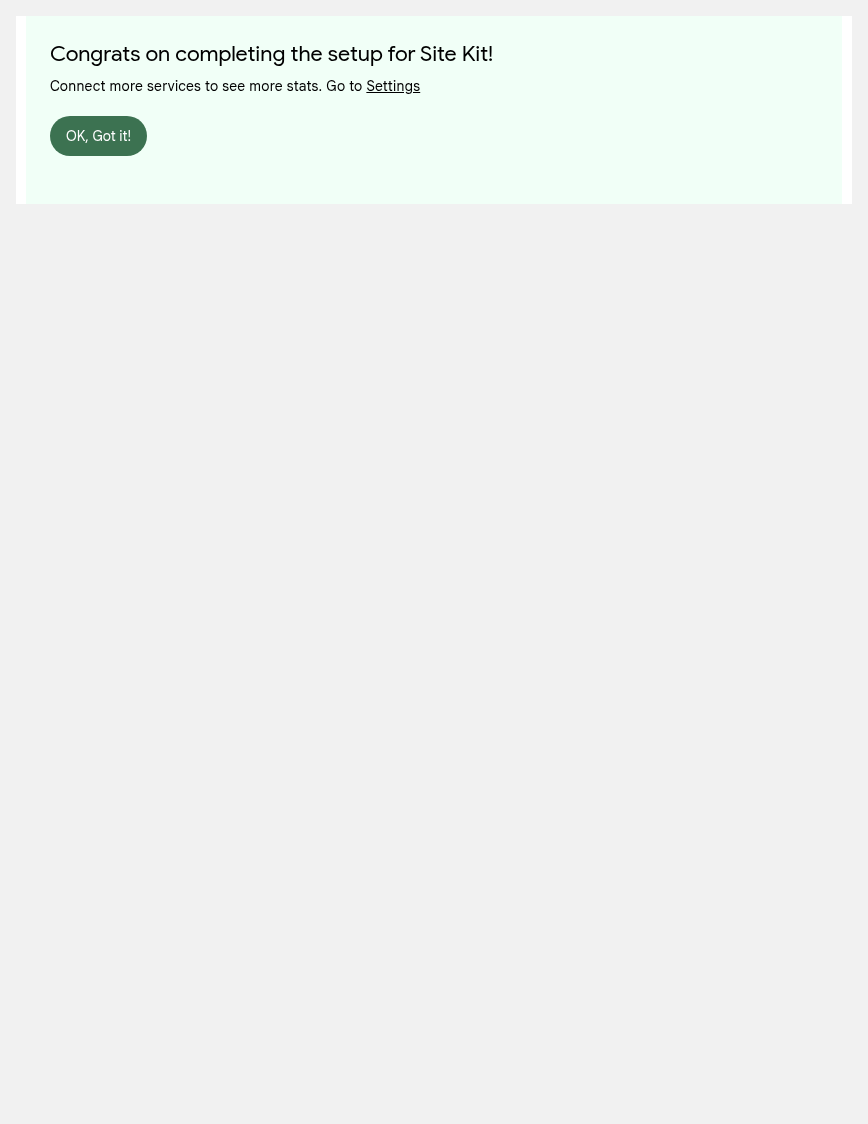 Congrats on completing the setup for Site Kit!
Connect more services to see more stats. Go to Settings
OK, Got it!